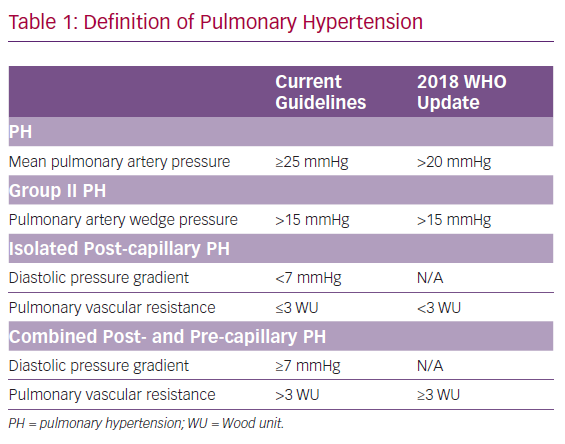 Table 1: Definition of Pulmonary Hypertension
Current Guidelines 2018 WHO Update
PH
Mean pulmonary artery pressure ≥25 mmHg >20 mmHg
Group II PH
Pulmonary artery wedge pressure >15 mmHg >15 mmHg
Isolated Post-capillary PH
Diastolic pressure gradient <7 mmHg N/A
Pulmonary vascular resistance ≤3 WU <3 WU
Combined Post- and Pre-capillary PH
Diastolic pressure gradient ≥7 mmHg N/A
Pulmonary vascular resistance >3 WU ≥3 WU
PH = pulmonary hypertension; WU = Wood unit.